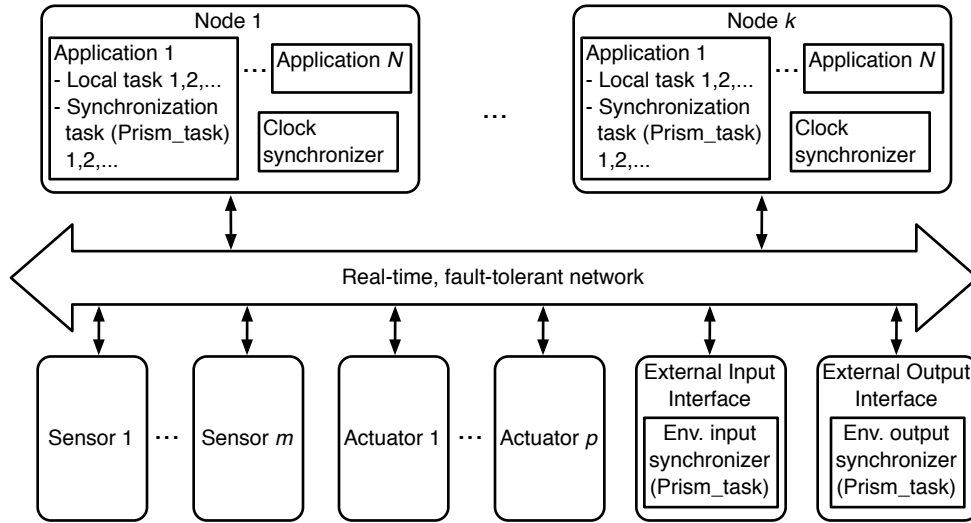 Node 1
Application 1
- Local task 1,2,...
- Synchronization
task (Prism_task)
1,2,...
...
Application N
Clock
synchronizer
...
Node k
Application 1
- Local task 1,2,...
- Synchronization
task (Prism_task)
1,2,...
...
Application N
Clock
synchronizer
Real-time, fault-tolerant network
Sensor 1
...
Sensor m
Actuator 1
...
Actuator p
External Input
Interface
Env. input
synchronizer
(Prism_task)
External Output
Interface
Env. output
synchronizer
(Prism_task)